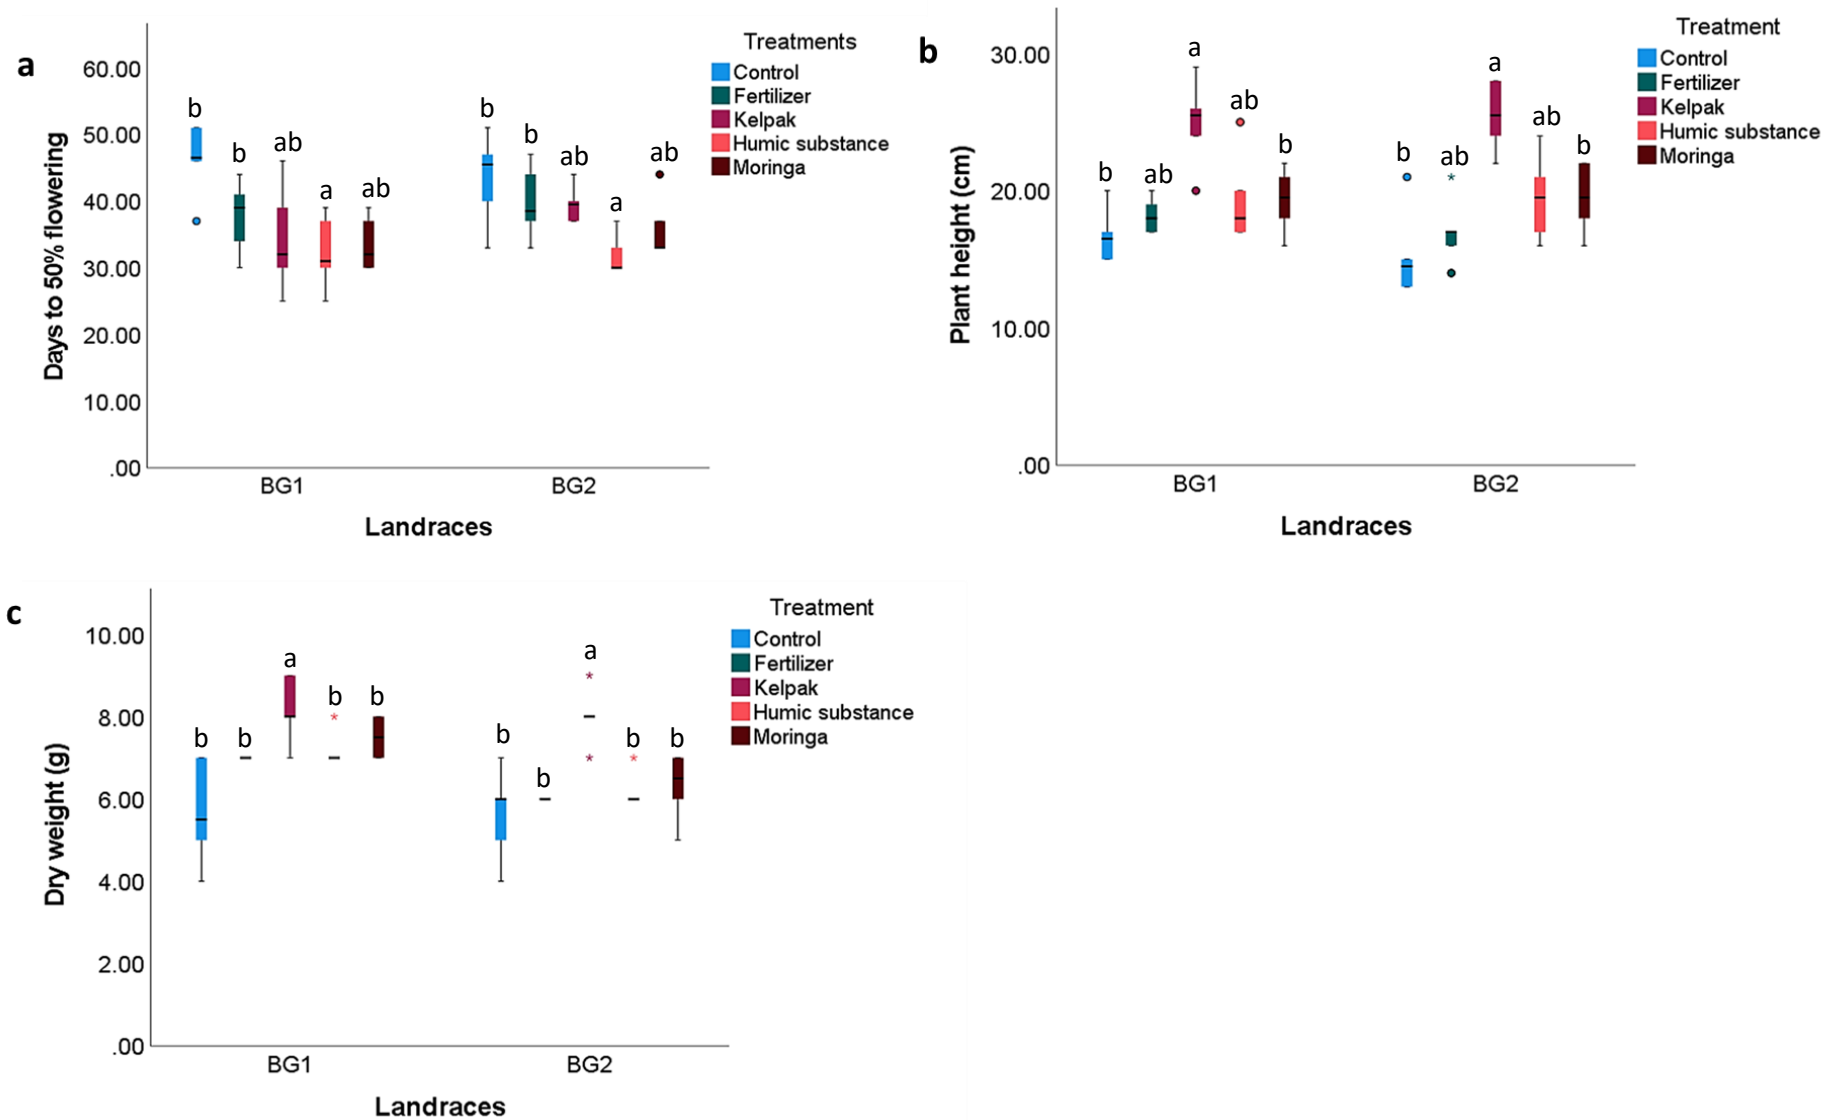 a
Days to 50% flowering
60.00
50.00
40.00
30.00
20.00
10.00
.00
b
b
ab
a
ab
b
b
ab
a
ab
BG1
BG2
Landraces
Treatments
Control
Fertilizer
Kelpak
Humic substance
Moringa
b
Plant height (cm)
30.00
20.00
10.00
.00
b
ab
a
ab
b
b
ab
a
ab
b
BG1
BG2
Landraces
Treatment
Control
Fertilizer
Kelpak
Humic substance
Moringa
c
Dry weight (g)
10.00
8.00
6.00
4.00
2.00
.00
b
b
a
b
b
b
b
a
b
b
BG1
BG2
Landraces
Treatment
Control
Fertilizer
Kelpak
Humic substance
Moringa